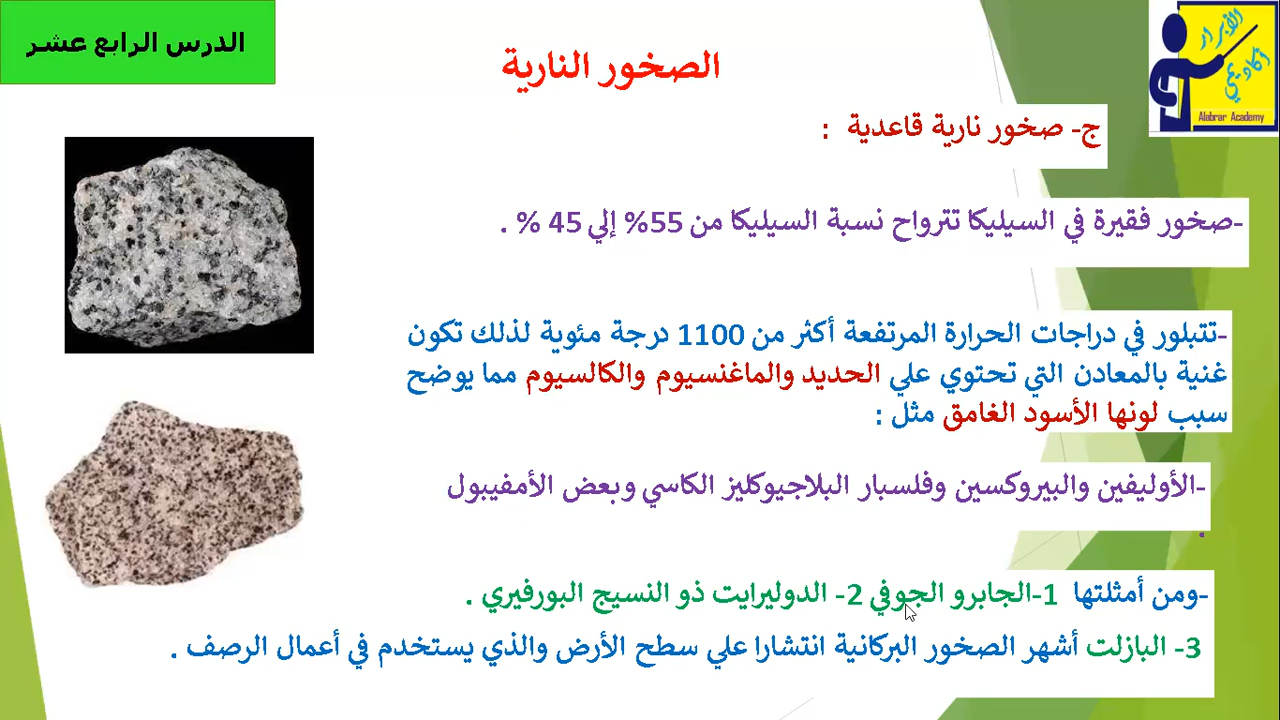 الدرس الرابع عشر
الأبرار
أكاديمي
Alabrar Academy
الصخور النارية
ج- صخور نارية قاعدية :
-صخور فقيرة في السيليكا تترواح نسبة السيليكا من 55% إلي 45 % .
-تتبلور في دراجات الحرارة المرتفعة أكثر من 1100 درجة مئوية لذلك تكون
غنية بالمعادن التي تحتوي علي الحديد والماغنسيوم والكالسيوم مما يوضح
سبب لونها الأسود الغامق مثل :
-الأوليفين والبيروكسين وفلسبار البلاجيوكليز الكاسي وبعض الأمفيبول
.
-ومن أمثلتها 1-الجابرو الجوفي 2- الدوليرايت ذو النسيج البورفيري .
3- البازلت أشهر الصخور البركانية انتشارا علي سطح الأرض والذي يستخدم في أعمال الرصف .